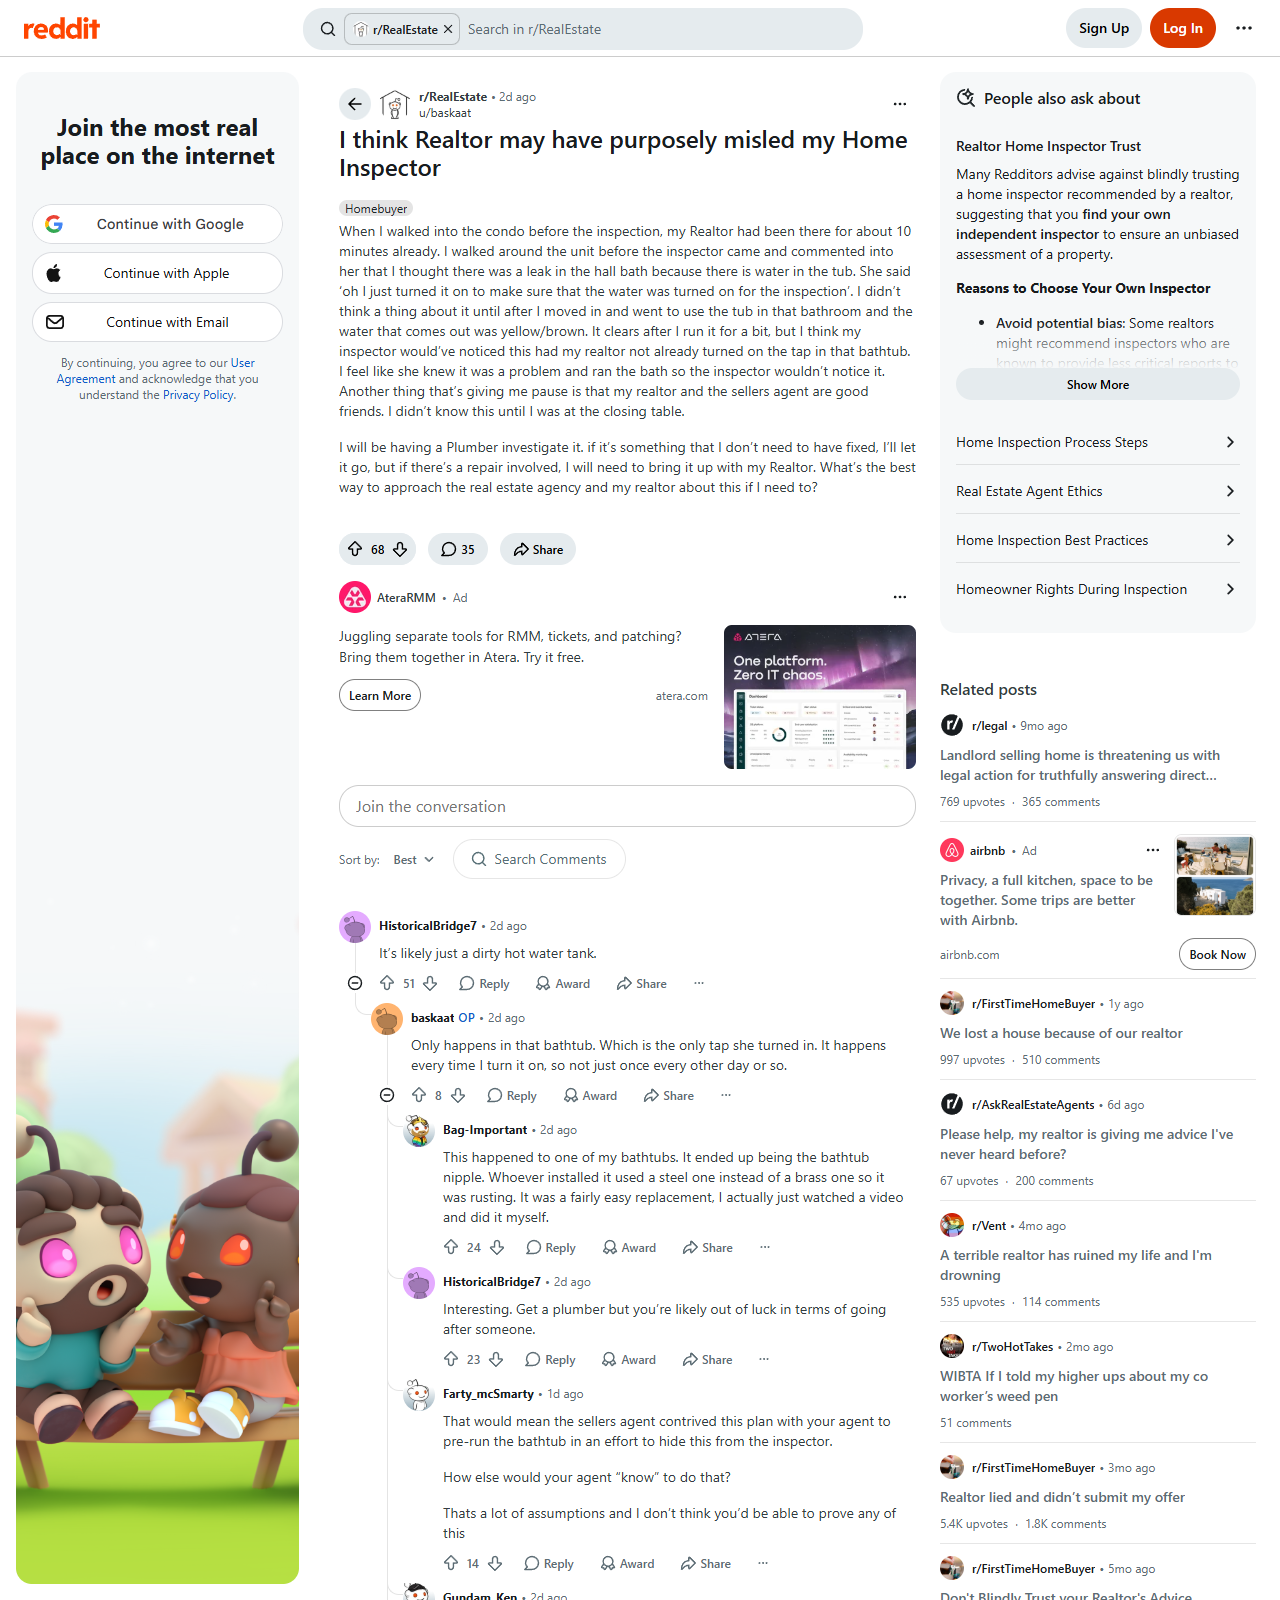 reddit
r/RealEstate
Search in r/RealEstate
Sign Up
Log In
Join the most real
place on the internet
Continue with Google
Continue with Apple
Continue with Email
By continuing, you agree to our User
Agreement and acknowledge that you
understand the Privacy Policy.
r/RealEstate • 2d ago
u/baskaat
I think Realtor may have purposely misled my Home
Inspector
Homebuyer
When I walked into the condo before the inspection, my Realtor had been there for about 10
minutes already. I walked around the unit before the inspector came and commented into
her that I thought there was a leak in the hall bath because there is water in the tub. She said
‘oh I just turned it on to make sure that the water was turned on for the inspection’. I didn’t
think a thing about it until after I moved in and went to use the tub in that bathroom and the
water that comes out was yellow/brown. It clears after I run it for a bit, but I think my
inspector would’ve noticed this had my realtor not already turned on the tap in that bathtub.
I feel like she knew it was a problem and ran the bath so the inspector wouldn’t notice it.
Another thing that’s giving me pause is that my realtor and the sellers agent are good
friends. I didn’t know this until I was at the closing table.
I will be having a Plumber investigate it. if it’s something that I don’t need to have fixed, I’ll let
it go, but if there’s a repair involved, I will need to bring it up with my Realtor. What’s the best
way to approach the real estate agency and my realtor about this if I need to?
68
35
Share
AteraRMM • Ad
Juggling separate tools for RMM, tickets, and patching?
Bring them together in Atera. Try it free.
Learn More
atera.com
ATERA
One platform.
Zero IT chaos.
Dashboard
Join the conversation
Sort by: Best
Search Comments
HistoricalBridge7 • 2d ago
It’s likely just a dirty hot water tank.
51 Reply Award Share
baskaat OP • 2d ago
Only happens in that bathtub. Which is the only tap she turned in. It happens
every time I turn it on, so not just once every other day or so.
8 Reply Award Share
Bag-Important • 2d ago
This happened to one of my bathtubs. It ended up being the bathtub
nipple. Whoever installed it used a steel one instead of a brass one so it
was rusting. It was a fairly easy replacement, I actually just watched a video
and did it myself.
24 Reply Award Share
HistoricalBridge7 • 2d ago
Interesting. Get a plumber but you’re likely out of luck in terms of going
after someone.
23 Reply Award Share
Farty_mcSmarty • 1d ago
That would mean the sellers agent contrived this plan with your agent to
pre-run the bathtub in an effort to hide this from the inspector.
How else would your agent “know” to do that?
Thats a lot of assumptions and I don’t think you’d be able to prove any of
this
14 Reply Award Share
Gundam_Ken • 2d ago
People also ask about
Realtor Home Inspector Trust
Many Redditors advise against blindly trusting
a home inspector recommended by a realtor,
suggesting that you find your own
independent inspector to ensure an unbiased
assessment of a property.
Reasons to Choose Your Own Inspector
• Avoid potential bias: Some realtors
might recommend inspectors who are
known to provide less critical reports to
Show More
Home Inspection Process Steps
Real Estate Agent Ethics
Home Inspection Best Practices
Homeowner Rights During Inspection
Related posts
r/legal • 9mo ago
Landlord selling home is threatening us with
legal action for truthfully answering direct...
769 upvotes · 365 comments
airbnb • Ad
Privacy, a full kitchen, space to be
together. Some trips are better
with Airbnb.
airbnb.com
Book Now
r/FirstTimeHomeBuyer • 1y ago
We lost a house because of our realtor
997 upvotes · 510 comments
r/AskRealEstateAgents • 6d ago
Please help, my realtor is giving me advice I've
never heard before?
67 upvotes · 200 comments
r/Vent • 4mo ago
A terrible realtor has ruined my life and I'm
drowning
535 upvotes · 114 comments
r/TwoHotTakes • 2mo ago
WIBTA If I told my higher ups about my co
worker’s weed pen
51 comments
r/FirstTimeHomeBuyer • 3mo ago
Realtor lied and didn’t submit my offer
5.4K upvotes · 1.8K comments
r/FirstTimeHomeBuyer • 5mo ago
Don't Blindly Trust your Realtor's Advice